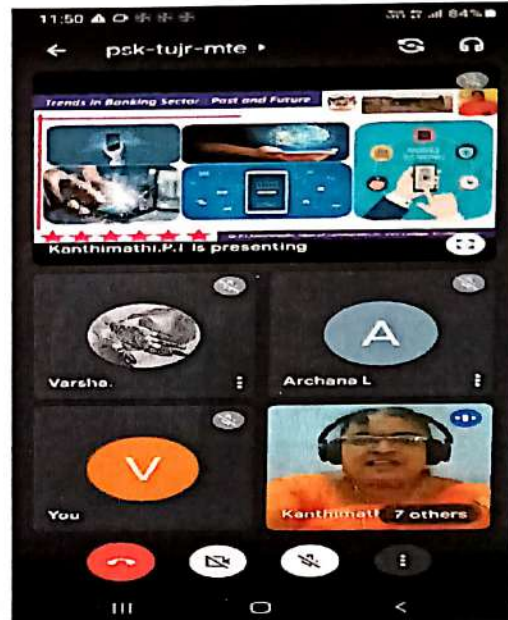 11:50
84%
psk-tujr-mte
Trends in Banking Sector - Past and Future
Kanthimathi.P.I is presenting
A
Varsha.
Archana L
V
You
Kanthimat
7 others